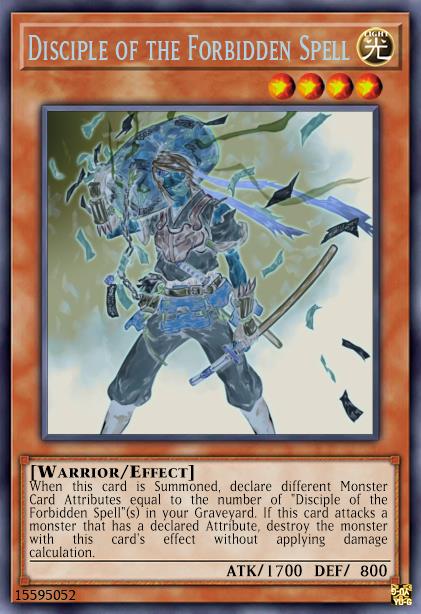 DISCIPLE OF THE FORBIDDEN SPELL
LIGHT
光
[WARRIOR/EFFECT]
When this card is Summoned, declare different Monster
Card Attributes equal to the number of "Disciple of the
Forbidden Spell"(s) in your Graveyard. If this card attacks a
monster that has a declared Attribute, destroy the monster
with this card's effect without applying damage
calculation.
ATK/1700 DEF/ 800
15595052